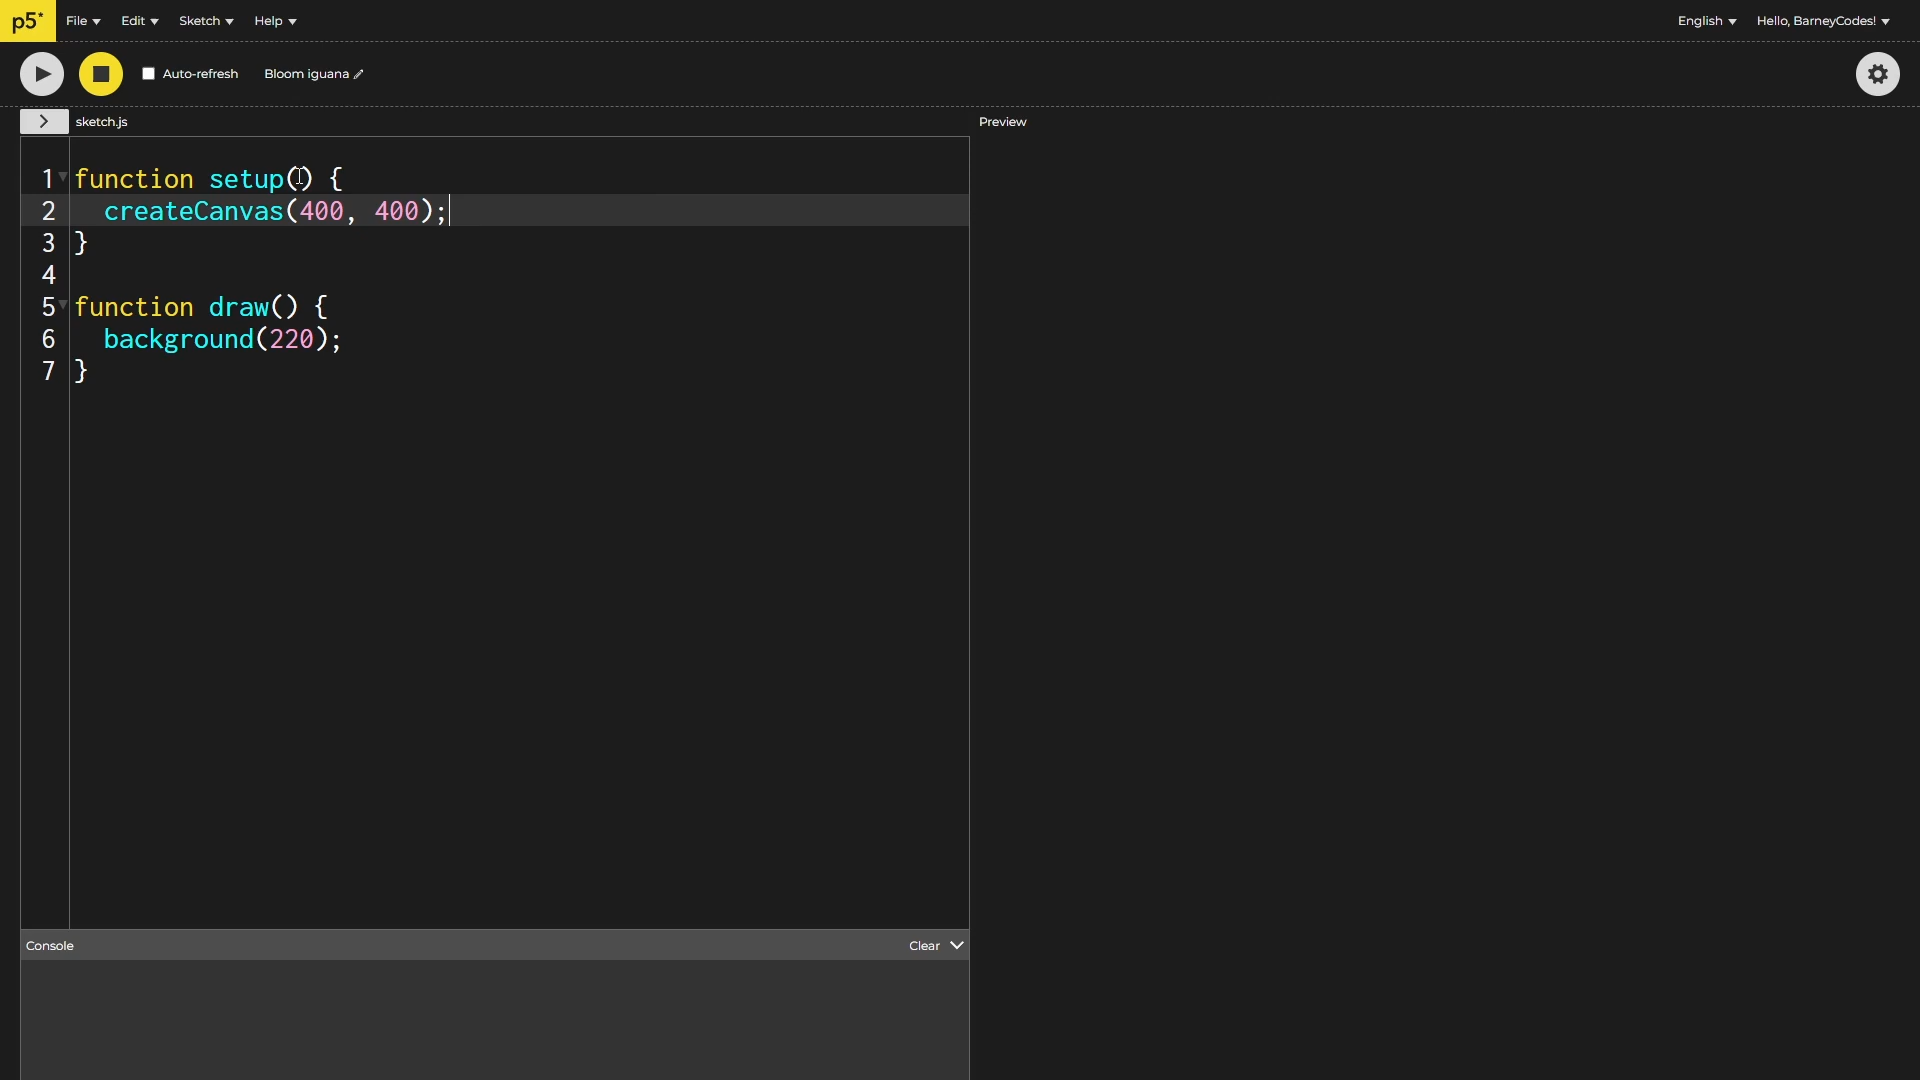 p5* File Edit Sketch Help English Hello, BarneyCodes!
Auto-refresh Bloom iguana
> sketch.js Preview
1 function setup() {
2   createCanvas(400, 400);
3 }
4
5 function draw() {
6   background(220);
7 }
Console Clear